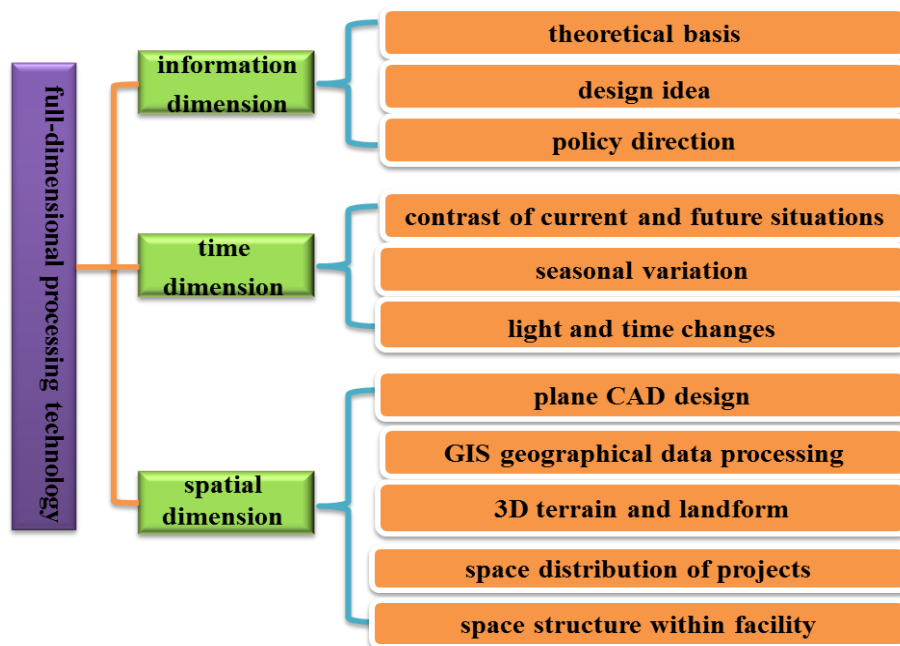 full-dimensional processing technology
information
dimension
theoretical basis
design idea
policy direction
time
dimension
contrast of current and future situations
seasonal variation
light and time changes
spatial
dimension
plane CAD design
GIS geographical data processing
3D terrain and landform
space distribution of projects
space structure within facility